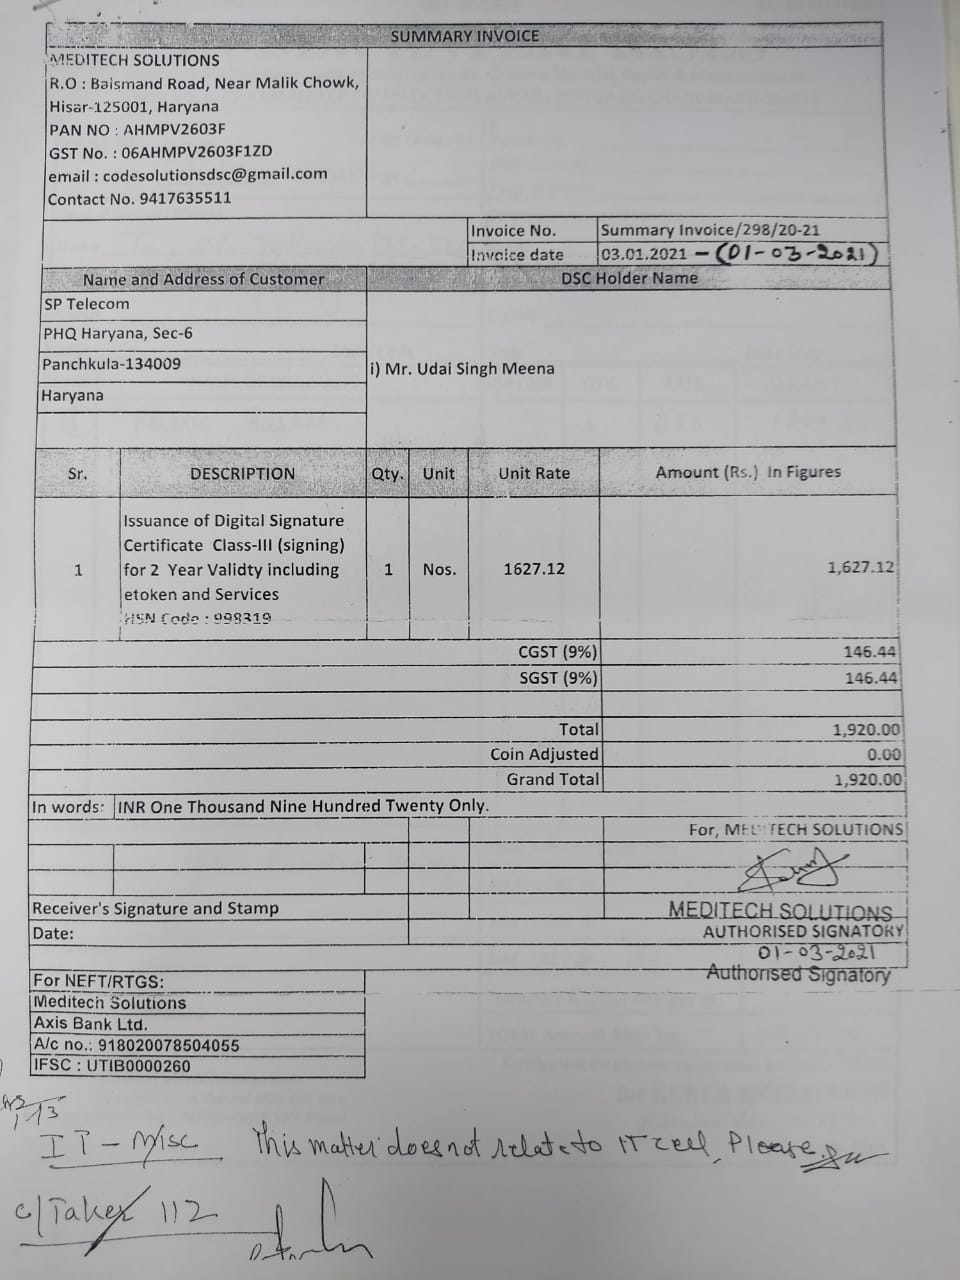 SUMMARY INVOICE
MEDITECH SOLUTIONS
R.O : Baismand Road, Near Malik Chowk,
Hisar-125001, Haryana
PAN NO : AHMPV2603F
GST No. : 06AHMPV2603F1ZD
email : codesolutionsdsc@gmail.com
Contact No. 9417635511
Invoice No. Summary Invoice/298/20-21
Invoice date 03.01.2021 - (01-03-2021)
Name and Address of Customer DSC Holder Name
SP Telecom
PHQ Haryana, Sec-6
Panchkula-134009
i) Mr. Udai Singh Meena
Haryana
Sr. DESCRIPTION Qty. Unit Unit Rate Amount (Rs.) In Figures
Issuance of Digital Signature
Certificate Class-III (signing)
1 for 2 Year Validty including 1 Nos. 1627.12 1,627.12
etoken and Services
HSN Code : 998319
CGST (9%) 146.44
SGST (9%) 146.44
Total 1,920.00
Coin Adjusted 0.00
Grand Total 1,920.00
In words: INR One Thousand Nine Hundred Twenty Only.
For, MEDITECH SOLUTIONS
Receiver's Signature and Stamp MEDITECH SOLUTIONS
Date: AUTHORISED SIGNATORY
01-03-2021
Authorised Signatory
For NEFT/RTGS:
Meditech Solutions
Axis Bank Ltd.
A/c no.: 918020078504055
IFSC : UTIB0000260
IT - Misc This matter does not relate to IT cell, Please.
c/Taker 112